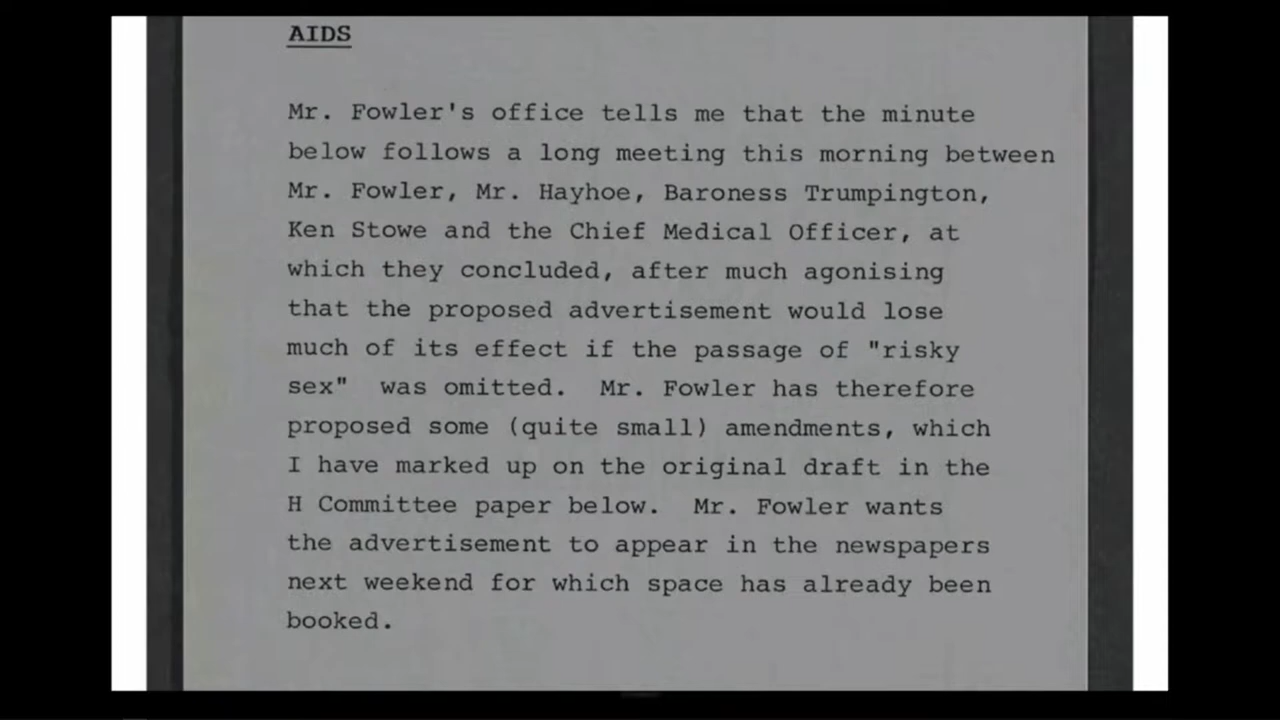 AIDS
Mr. Fowler's office tells me that the minute
below follows a long meeting this morning between
Mr. Fowler, Mr. Hayhoe, Baroness Trumpington,
Ken Stowe and the Chief Medical Officer, at
which they concluded, after much agonising
that the proposed advertisement would lose
much of its effect if the passage of "risky
sex" was omitted. Mr. Fowler has therefore
proposed some (quite small) amendments, which
I have marked up on the original draft in the
H Committee paper below. Mr. Fowler wants
the advertisement to appear in the newspapers
next weekend for which space has already been
booked.